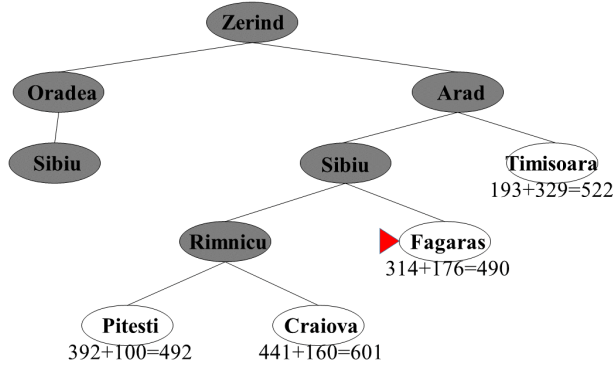 Zerind
Oradea
Arad
Sibiu
Sibiu
Timisoara
193+329=522
Rimnicu
Fagaras
314+176=490
Pitesti
Craiova
392+100=492
441+160=601